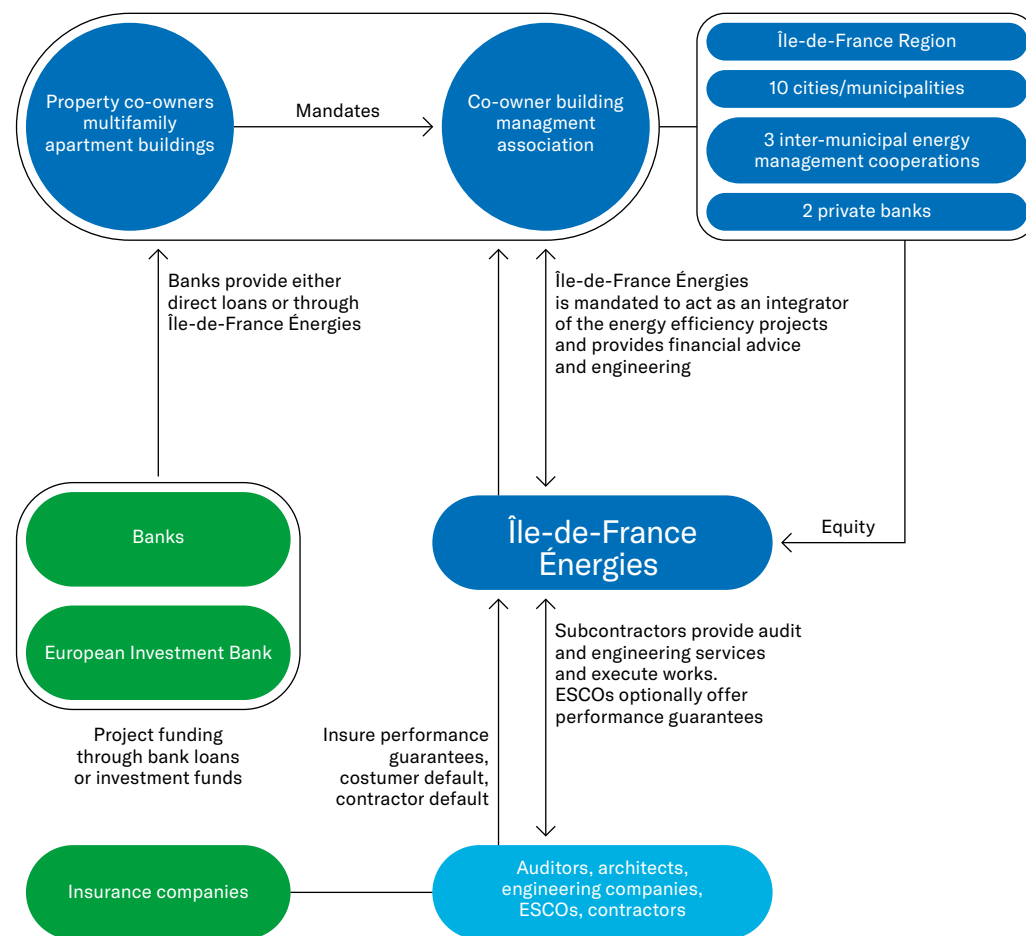 Property co-owners
multifamily
apartment buildings
Mandates
Co-owner building
managment
association
Île-de-France Region
10 cities/municipalities
3 inter-municipal energy
management cooperations
2 private banks
Banks provide either
direct loans or through
Île-de-France Énergies
Île-de-France Énergies
is mandated to act as an integrator
of the energy efficiency projects
and provides financial advice
and engineering
Banks
European Investment Bank
Île-de-France
Énergies
Equity
Project funding
through bank loans
or investment funds
Insure performance
guarantees,
costumer default,
contractor default
Subcontractors provide audit
and engineering services
and execute works.
ESCOs optionally offer
performance guarantees
Insurance companies
Auditors, architects,
engineering companies,
ESCOs, contractors